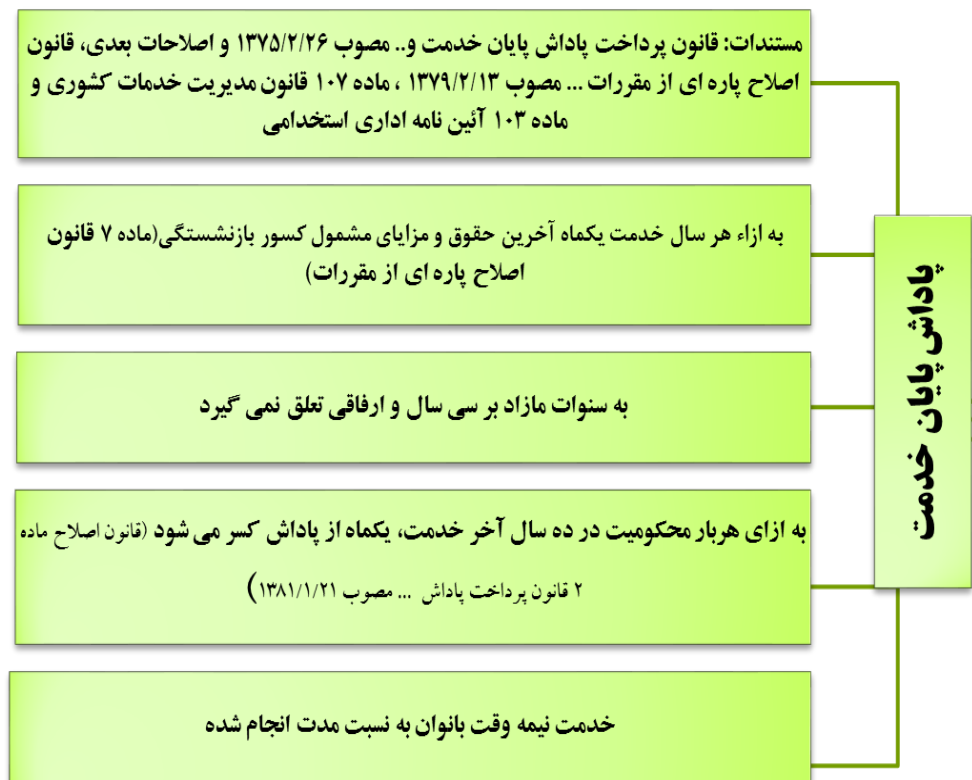 پاداش پایان خدمت
مستندات: قانون پرداخت پاداش پایان خدمت و.. مصوب ۱۳۷۵/۲/۲۶ و اصلاحات بعدی، قانون
اصلاح پاره ای از مقررات ... مصوب ۱۳۷۹/۲/۱۳ ، ماده ۱۰۷ قانون مدیریت خدمات کشوری و
ماده ۱۰۳ آئین نامه اداری استخدامی
به ازاء هر سال خدمت یکماه آخرین حقوق و مزایای مشمول کسور بازنشستگی(ماده ۷ قانون
اصلاح پاره ای از مقررات)
به سنوات مازاد بر سی سال و ارفاقی تعلق نمی گیرد
به ازای هربار محکومیت در ده سال آخر خدمت، یکماه از پاداش کسر می شود (قانون اصلاح ماده
۲ قانون پرداخت پاداش ... مصوب ۱۳۸۱/۱/۲۱)
خدمت نیمه وقت بانوان به نسبت مدت انجام شده